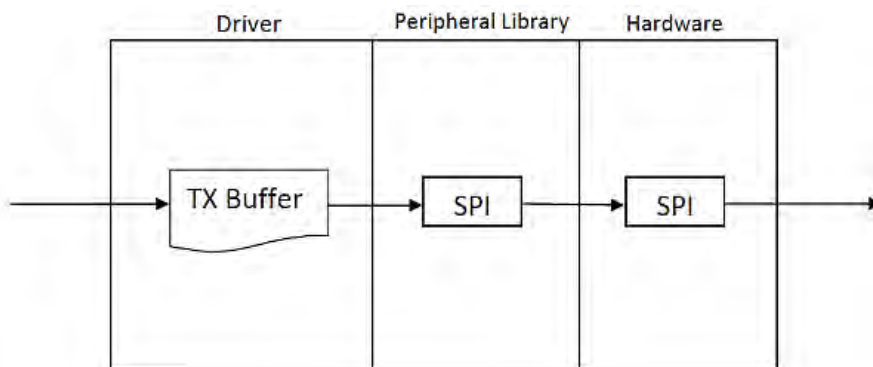 Driver
Peripheral Library
Hardware
TX Buffer
SPI
SPI